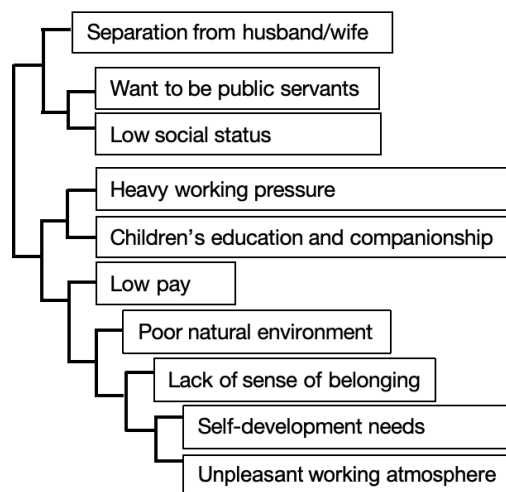 Separation from husband/wife
Want to be public servants
Low social status
Heavy working pressure
Children's education and companionship
Low pay
Poor natural environment
Lack of sense of belonging
Self-development needs
Unpleasant working atmosphere